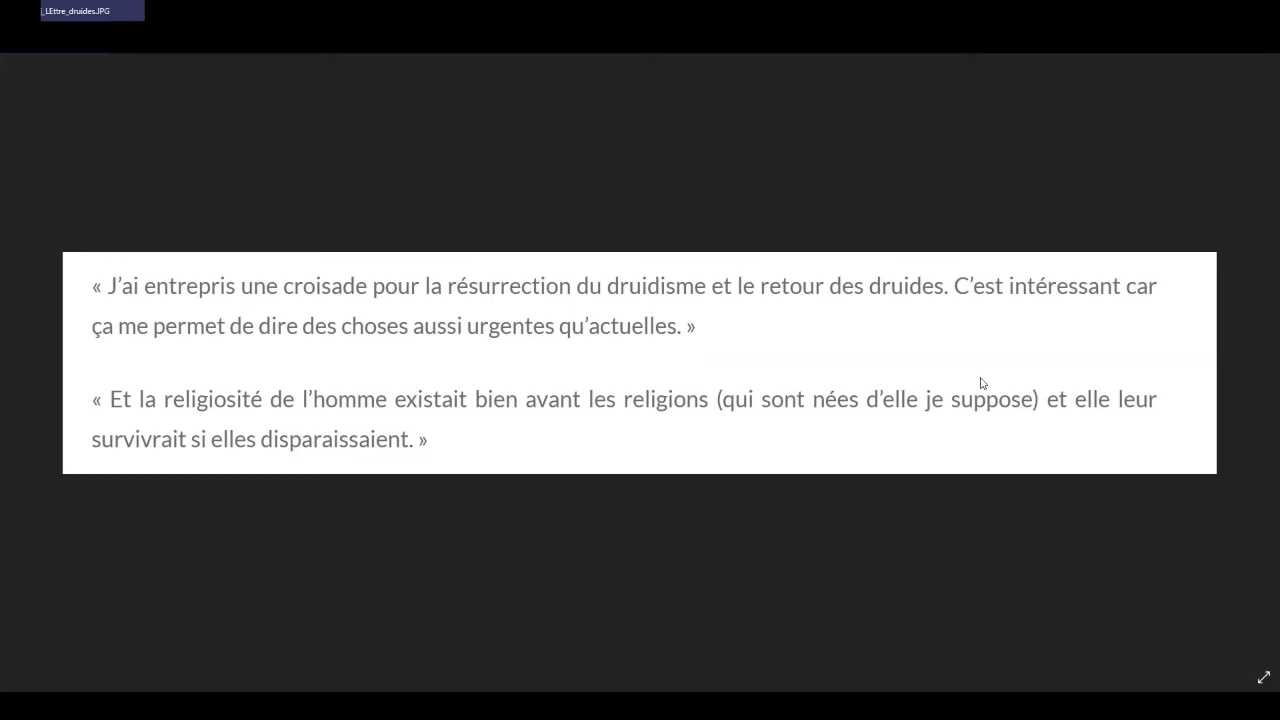 j_LEttre_druides.JPG
« J’ai entrepris une croisade pour la résurrection du druidisme et le retour des druides. C’est intéressant car
ça me permet de dire des choses aussi urgentes qu’actuelles. »
« Et la religiosité de l’homme existait bien avant les religions (qui sont nées d’elle je suppose) et elle leur
survivrait si elles disparaissaient. »